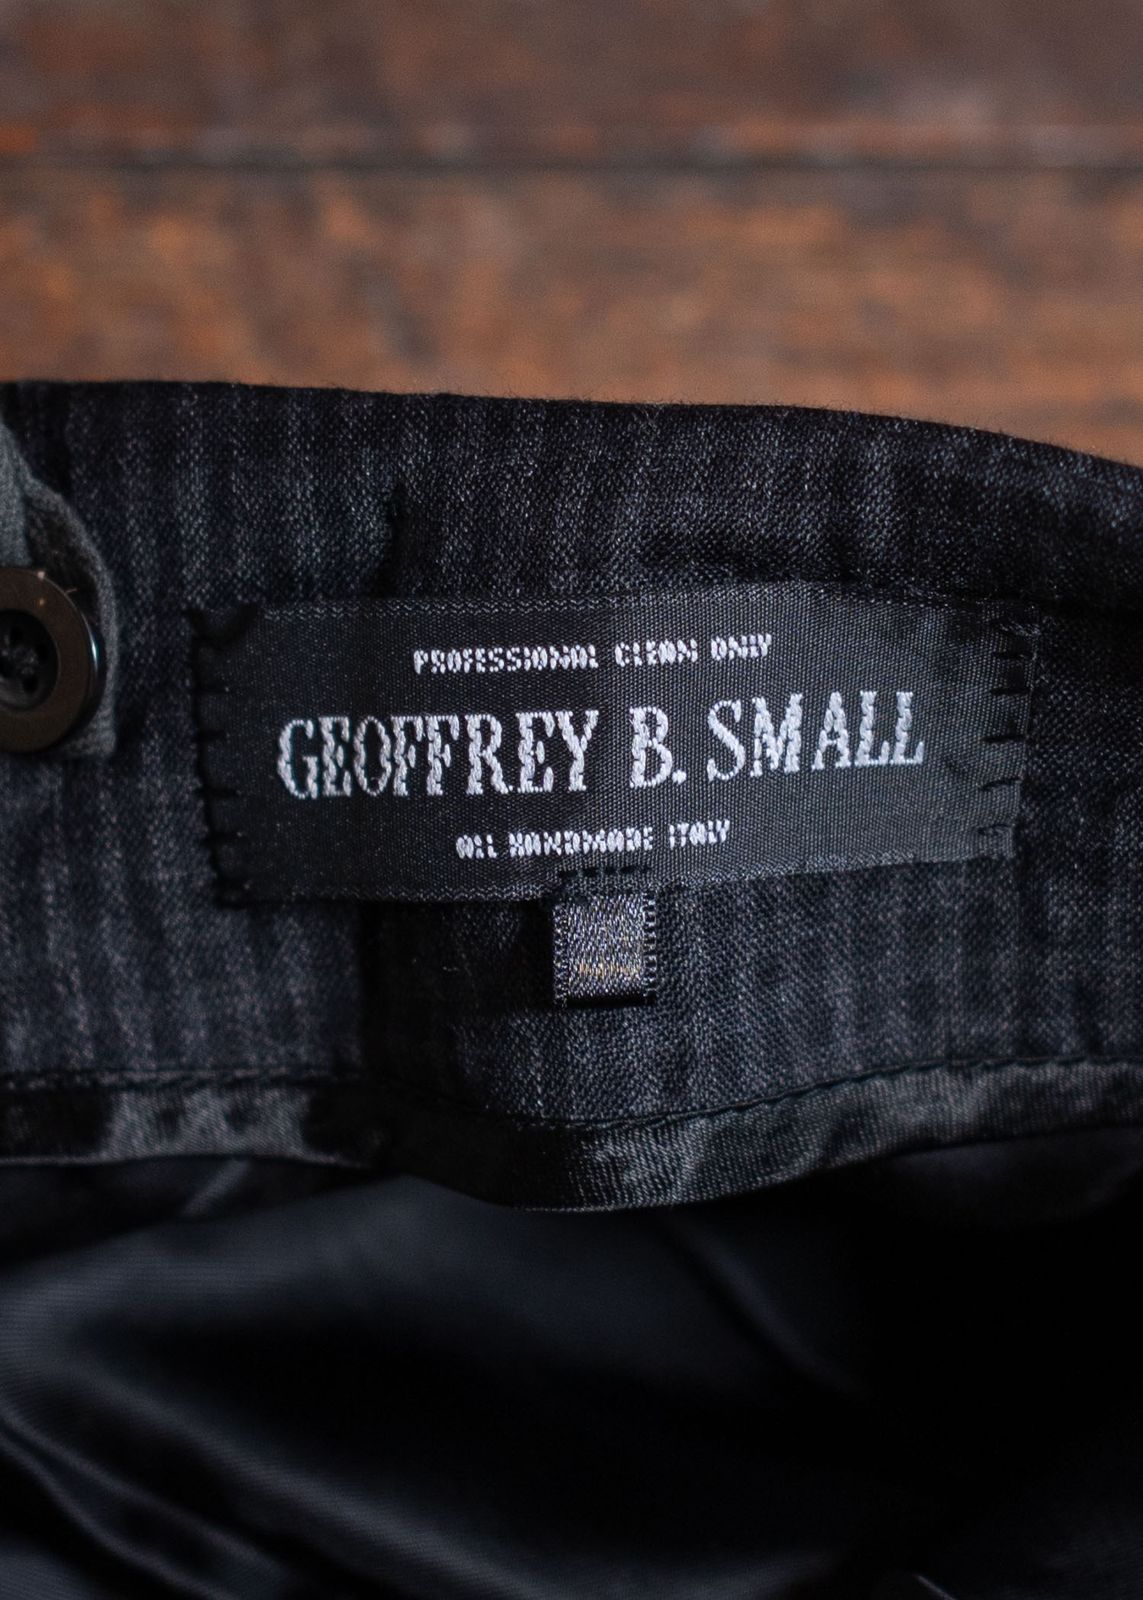 PROFESSIONAL CLEAN ONLY
GEOFFREY B. SMALL
ALL HANDMADE ITALY